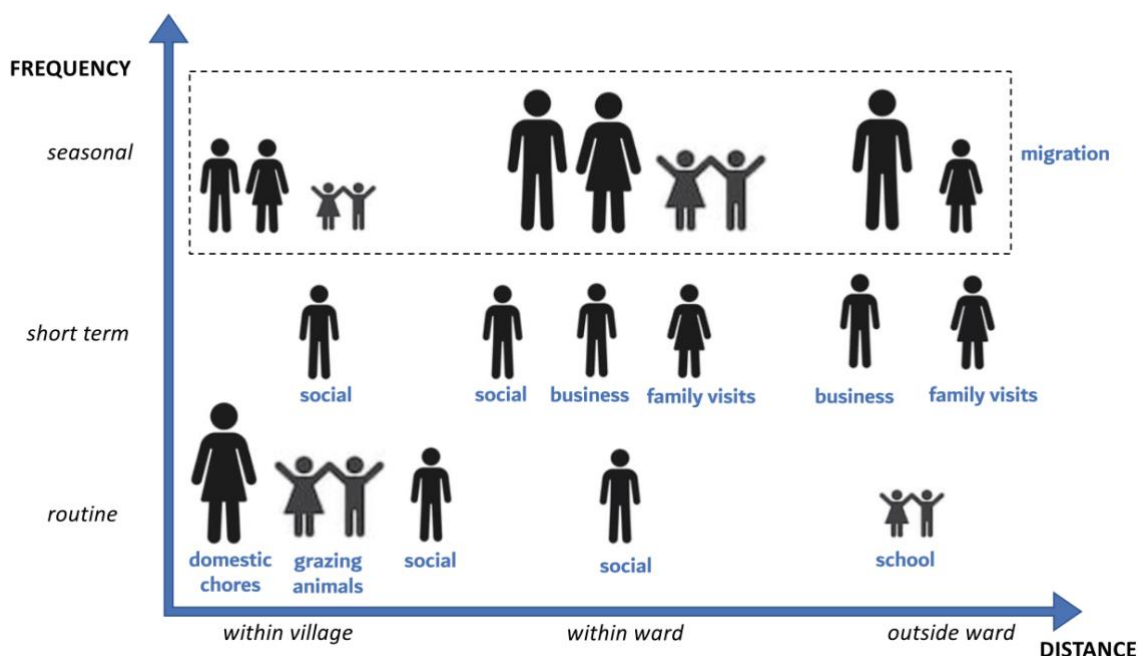 FREQUENCY
seasonal
migration
short term
social
social
business
family visits
business
family visits
routine
domestic
chores
grazing
animals
social
social
school
within village
within ward
outside ward
DISTANCE